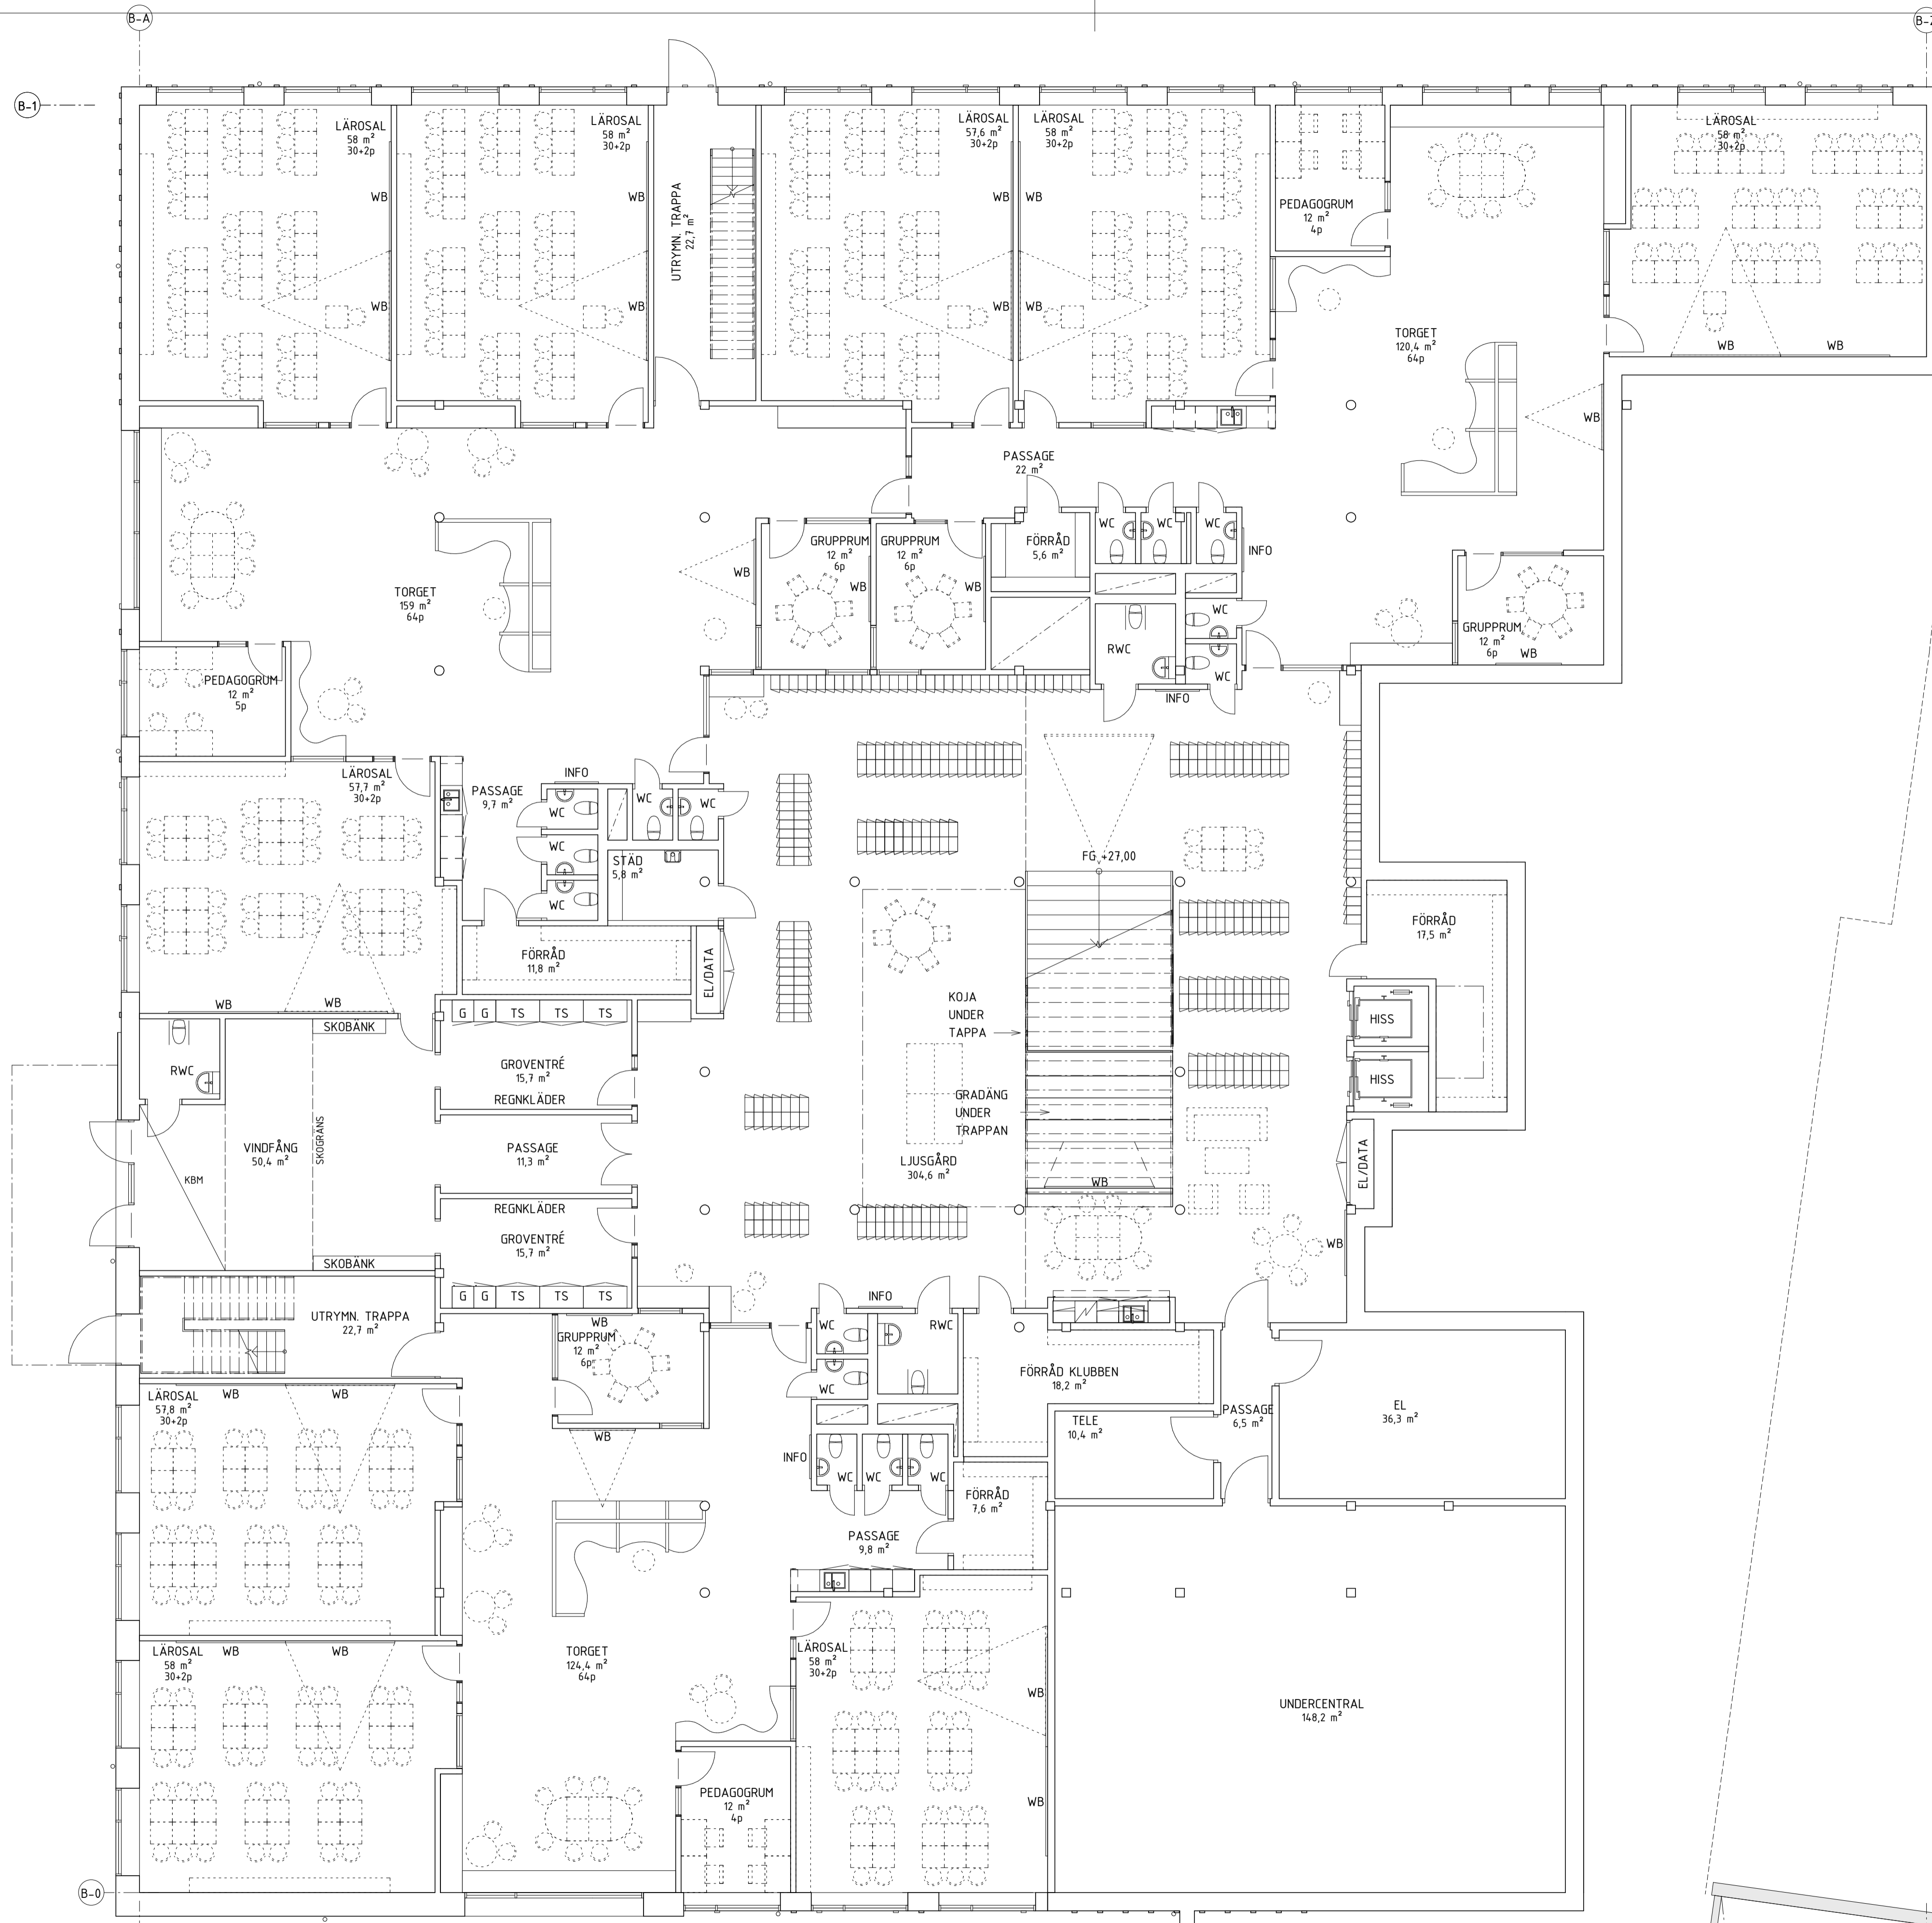 B-A
B-2
B-1
LÄROSAL
58 m²
30+2p
WB
WB
LÄROSAL
58 m²
30+2p
WB
WB
UTRYMN. TRAPPA
22,7 m²
LÄROSAL
57,6 m²
30+2p
WB
WB
LÄROSAL
58 m²
30+2p
WB
WB
PEDAGOGRUM
12 m²
4p
LÄROSAL
58 m²
30+2p
WB
WB
TORGET
120,4 m²
64p
WB
PASSAGE
22 m²
TORGET
159 m²
64p
WB
GRUPPRUM
12 m²
6p
WB
GRUPPRUM
12 m²
6p
WB
FÖRRÅD
5,6 m²
WC
WC
WC
INFO
WC
RWC
WC
INFO
GRUPPRUM
12 m²
6p
WB
PEDAGOGRUM
12 m²
5p
LÄROSAL
57,7 m²
30+2p
WB
WB
PASSAGE
9,7 m²
INFO
WC
WC
WC
WC
WC
STÄD
5,8 m²
FÖRRÅD
11,8 m²
EL/DATA
FG +27,00
FÖRRÅD
17,5 m²
HISS
HISS
EL/DATA
KOJA
UNDER
TAPPA
GRADÄNG
UNDER
TRAPPAN
LJUSGÅRD
304,6 m²
WB
WB
G
G
TS
TS
TS
SKOBÄNK
RWC
GROVENTRÉ
15,7 m²
REGNKLÄDER
VINDFÅNG
50,4 m²
SKOGRÄNS
KBM
PASSAGE
11,3 m²
REGNKLÄDER
GROVENTRÉ
15,7 m²
SKOBÄNK
G
G
TS
TS
TS
UTRYMN. TRAPPA
22,7 m²
WB
GRUPPRUM
12 m²
6p
WB
INFO
WC
RWC
WC
INFO
WC
WC
WC
FÖRRÅD KLUBBEN
18,2 m²
TELE
10,4 m²
PASSAGE
6,5 m²
EL
36,3 m²
FÖRRÅD
7,6 m²
PASSAGE
9,8 m²
LÄROSAL
57,8 m²
30+2p
WB
WB
LÄROSAL
58 m²
30+2p
WB
WB
TORGET
124,4 m²
64p
LÄROSAL
58 m²
30+2p
WB
WB
PEDAGOGRUM
12 m²
4p
UNDERCENTRAL
148,2 m²
B-0